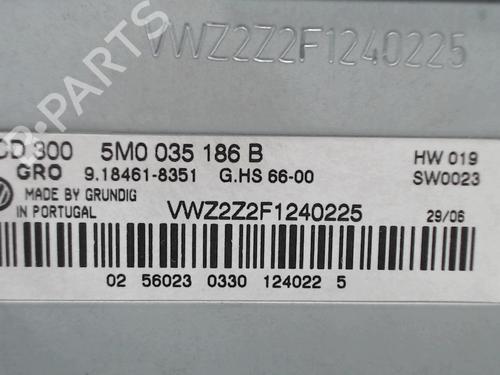 VWZ2Z2F1240225
CD 300 5M0 035 186 B HW 019
GRO 9.18461-8351 G.HS 66-00 SW0023
MADE BY GRUNDIG
IN PORTUGAL VWZ2Z2F1240225 29/06
02 56023 0330 124022 5
B-PARTS